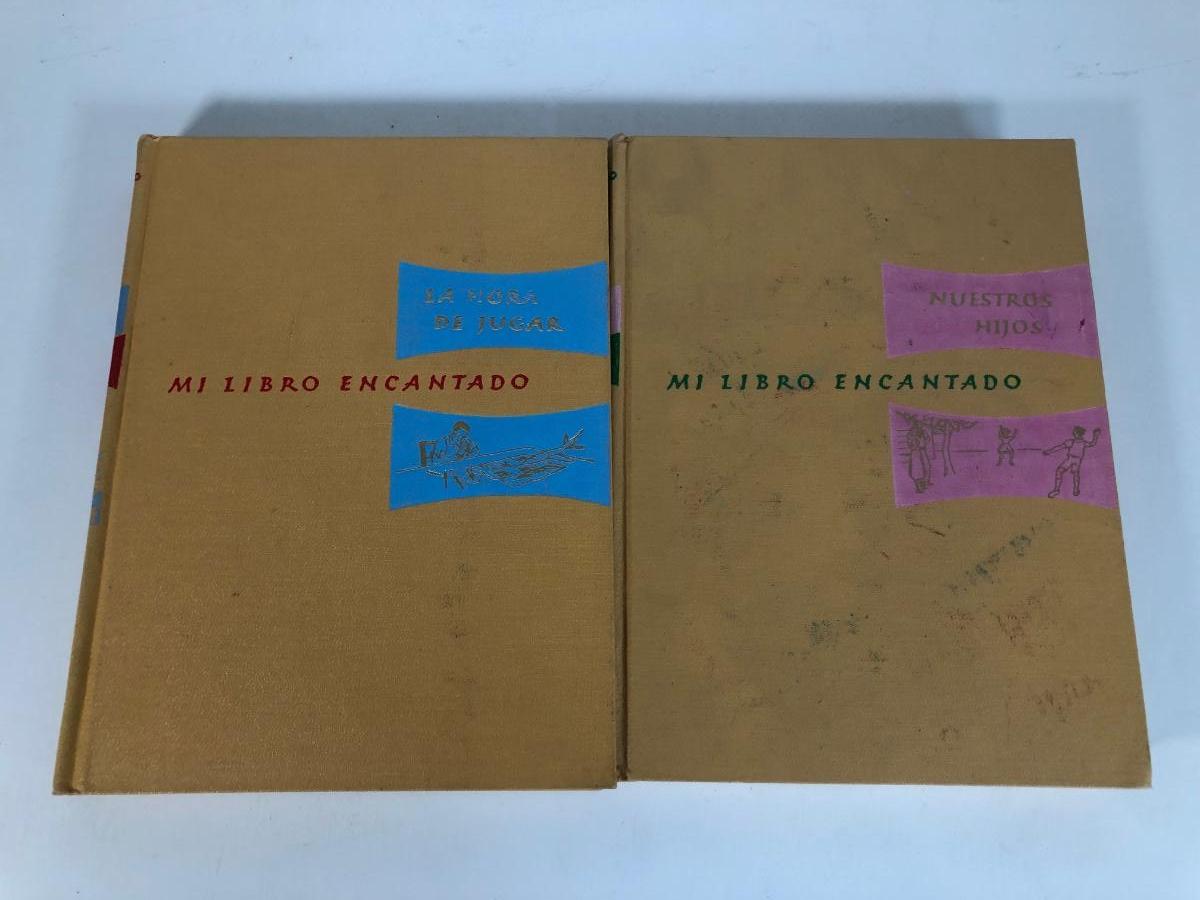 LA HORA
DE JUGAR
MI LIBRO ENCANTADO
NUESTROS
HIJOS
MI LIBRO ENCANTADO